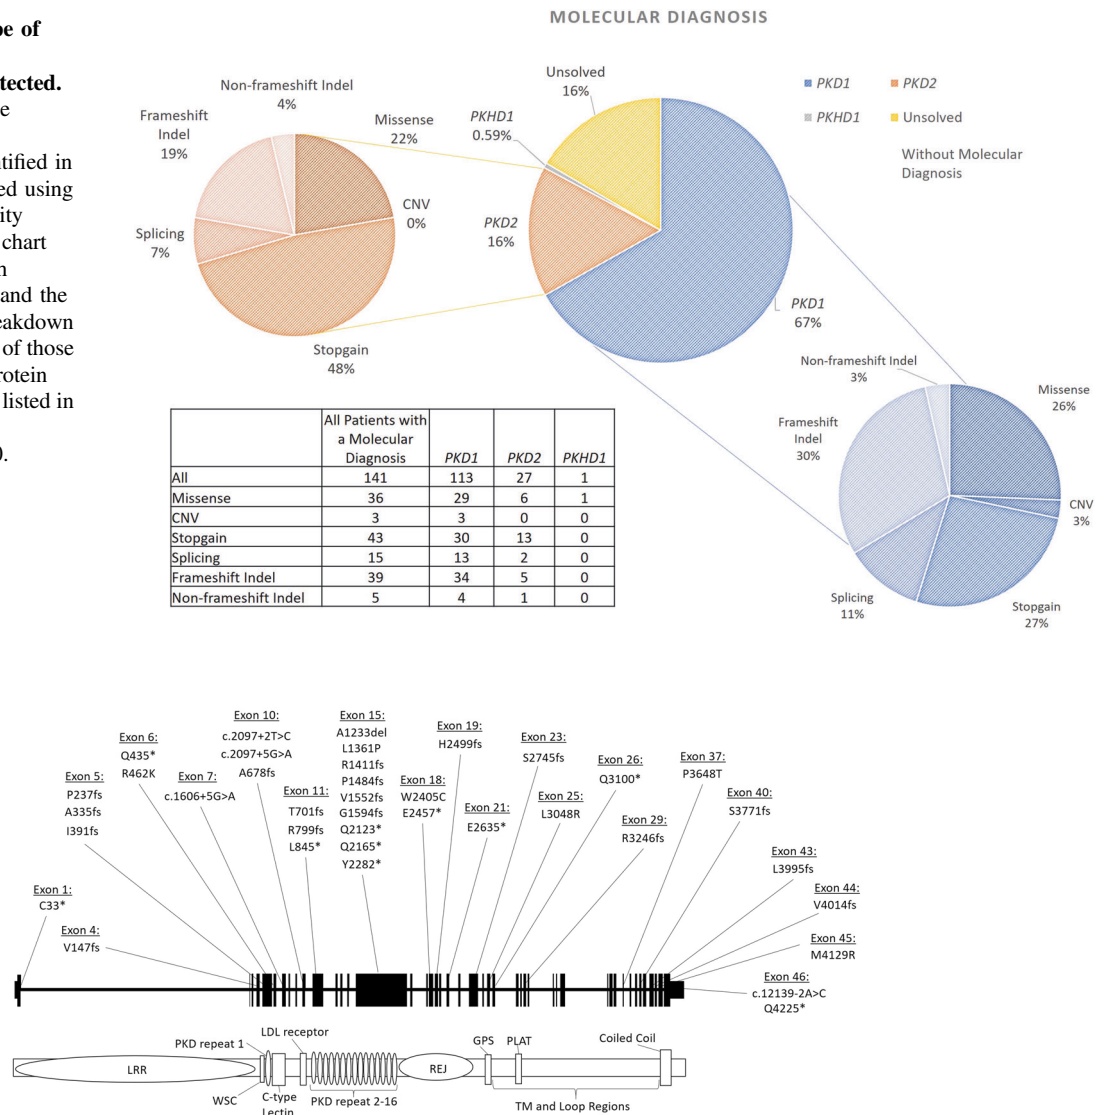 pe of
tected.
e
ntified in
ed using
ity
chart
n
and the
eakdown
of those
rotein
listed in
).
MOLECULAR DIAGNOSIS
Non-frameshift Indel
4%
Frameshift
Indel
19%
Missense
22%
CNV
0%
Splicing
7%
Stopgain
48%
Unsolved
16%
PKHD1
0.59%
PKD2
16%
PKD1
67%
PKD1 PKD2
PKHD1 Unsolved
Without Molecular
Diagnosis
Non-frameshift Indel
3%
Missense
26%
Frameshift
Indel
30%
CNV
3%
Splicing
11%
Stopgain
27%
All Patients with
a Molecular
Diagnosis PKD1 PKD2 PKHD1
All 141 113 27 1
Missense 36 29 6 1
CNV 3 3 0 0
Stopgain 43 30 13 0
Splicing 15 13 2 0
Frameshift Indel 39 34 5 0
Non-frameshift Indel 5 4 1 0
Exon 1:
C33*
Exon 4:
V147fs
Exon 5:
P237fs
A335fs
I391fs
Exon 6:
Q435*
R462K
Exon 7:
c.1606+5G>A
Exon 10:
c.2097+2T>C
c.2097+5G>A
A678fs
Exon 11:
T701fs
R799fs
L845*
Exon 15:
A1233del
L1361P
R1411fs
P1484fs
V1552fs
G1594fs
Q2123*
Q2165*
Y2282*
Exon 18:
W2405C
E2457*
Exon 19:
H2499fs
Exon 21:
E2635*
Exon 23:
S2745fs
Exon 25:
L3048R
Exon 26:
Q3100*
Exon 29:
R3246fs
Exon 37:
P3648T
Exon 40:
S3771fs
Exon 43:
L3995fs
Exon 44:
V4014fs
Exon 45:
M4129R
Exon 46:
c.12139-2A>C
Q4225*
LRR
WSC
PKD repeat 1
C-type
Lectin
LDL receptor
PKD repeat 2-16
REJ
GPS
PLAT
TM and Loop Regions
Coiled Coil